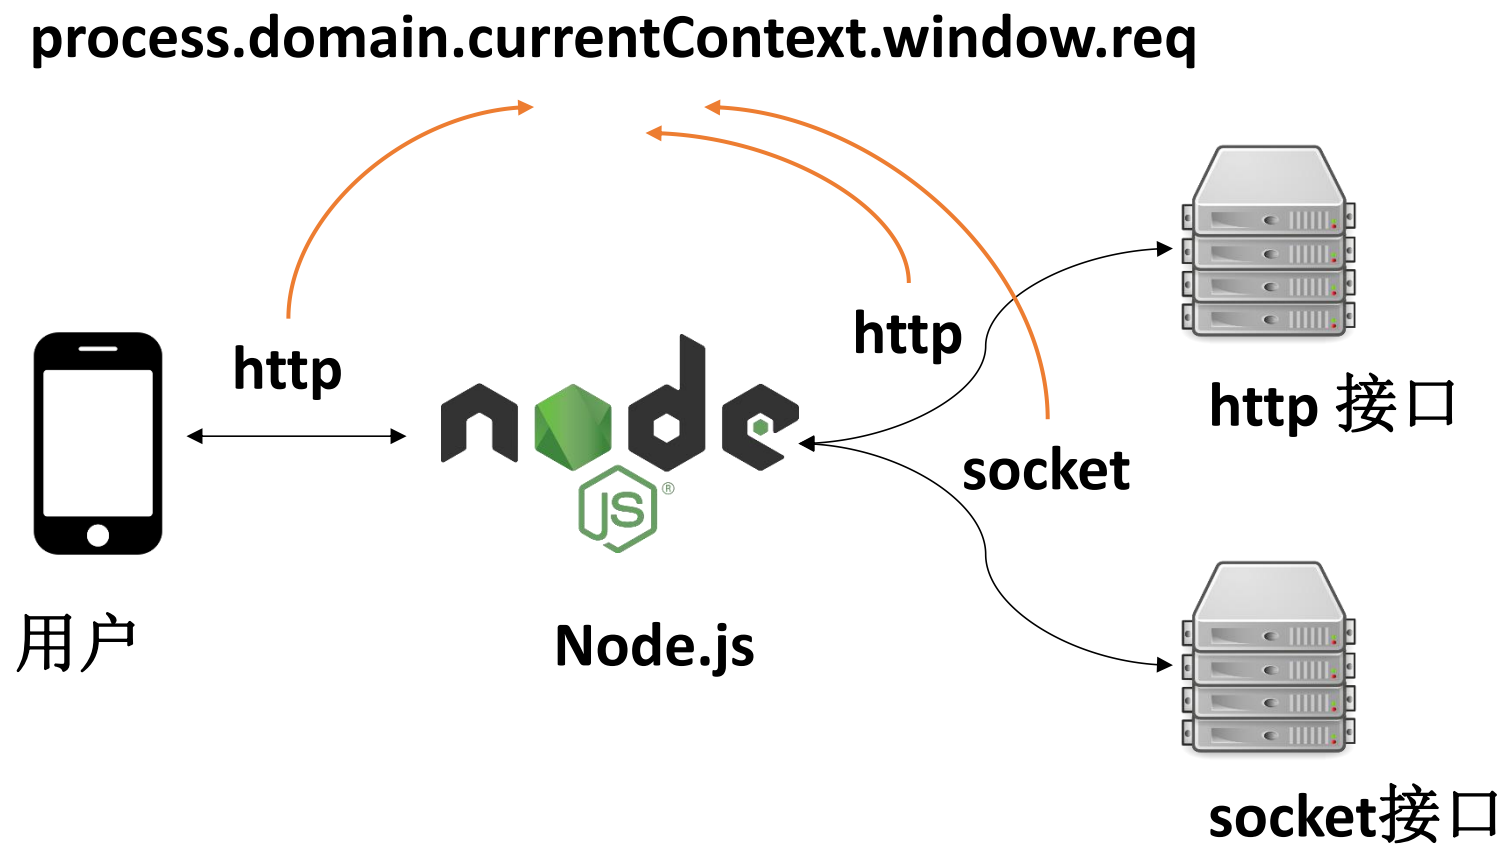 process.domain.currentContext.window.req
http
http
http 接口
socket
node
JS®
用户
Node.js
socket接口